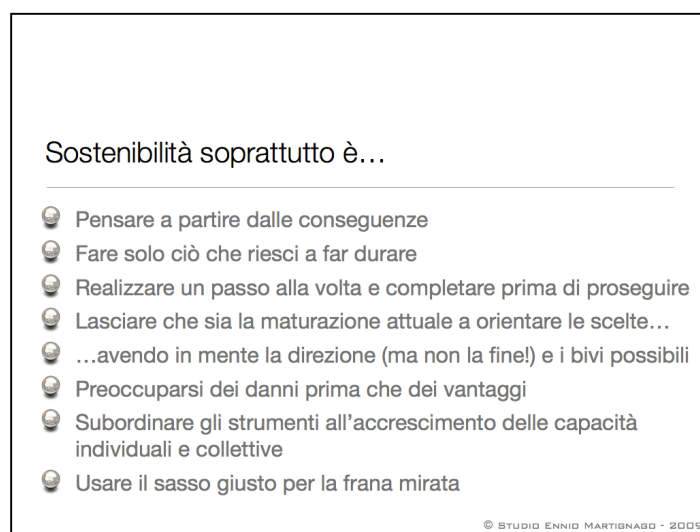 Sostenibilità soprattutto è…
Pensare a partire dalle conseguenze
Fare solo ciò che riesci a far durare
Realizzare un passo alla volta e completare prima di proseguire
Lasciare che sia la maturazione attuale a orientare le scelte…
…avendo in mente la direzione (ma non la fine!) e i bivi possibili
Preoccuparsi dei danni prima che dei vantaggi
Subordinare gli strumenti all’accrescimento delle capacità
individuali e collettive
Usare il sasso giusto per la frana mirata
© Studio Ennio Martignago - 2009